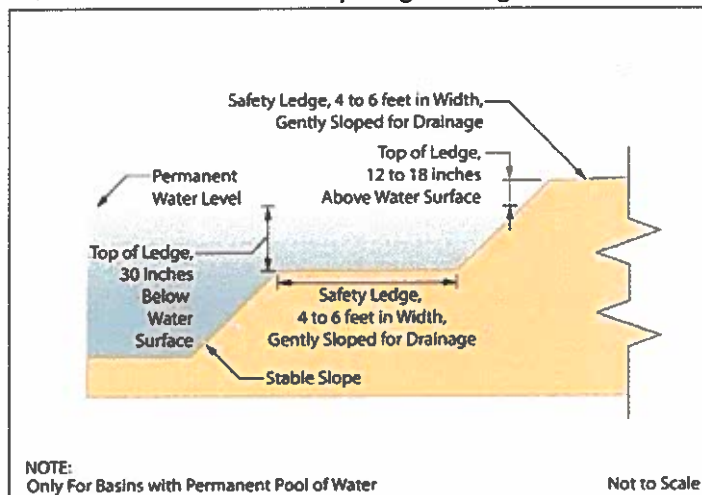 Safety Ledge, 4 to 6 feet in Width,
Gently Sloped for Drainage
Top of Ledge,
12 to 18 inches
Above Water Surface
Permanent
Water Level
Top of Ledge,
30 Inches
Below
Water
Surface
Safety Ledge,
4 to 6 feet in Width,
Gently Sloped for Drainage
Stable Slope
NOTE:
Only For Basins with Permanent Pool of Water
Not to Scale